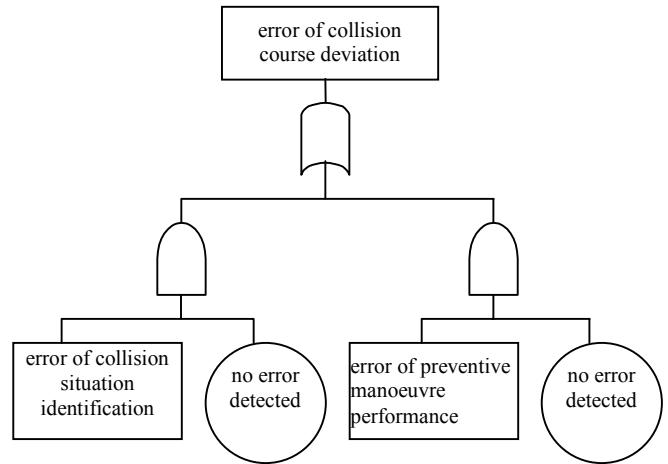 error of collision
course deviation
error of collision
situation
identification
no error
detected
error of preventive
manoeuvre
performance
no error
detected